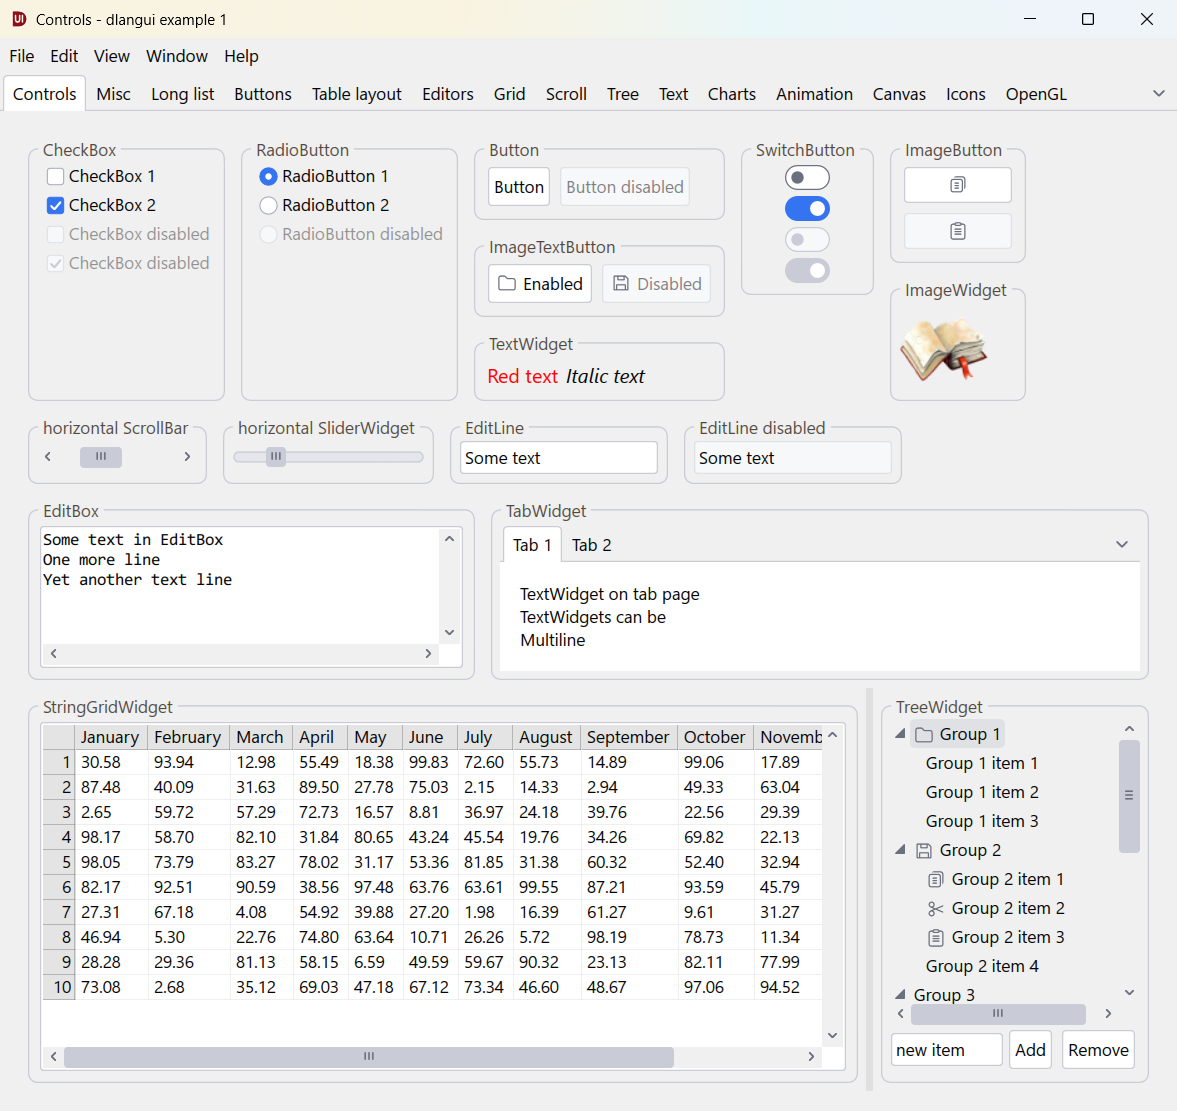 UI Controls - dlangui example 1
File Edit View Window Help
Controls Misc Long list Buttons Table layout Editors Grid Scroll Tree Text Charts Animation Canvas Icons OpenGL
CheckBox
CheckBox 1
CheckBox 2
CheckBox disabled
CheckBox disabled
RadioButton
RadioButton 1
RadioButton 2
RadioButton disabled
Button
Button Button disabled
ImageTextButton
Enabled Disabled
TextWidget
Red text Italic text
SwitchButton
ImageButton
ImageWidget
horizontal ScrollBar
horizontal SliderWidget
EditLine
Some text
EditLine disabled
Some text
EditBox
Some text in EditBox
One more line
Yet another text line
TabWidget
Tab 1 Tab 2
TextWidget on tab page
TextWidgets can be
Multiline
StringGridWidget
January February March April May June July August September October Novemb
1 30.58 93.94 12.98 55.49 18.38 99.83 72.60 55.73 14.89 99.06 17.89
2 87.48 40.09 31.63 89.50 27.78 75.03 2.15 14.33 2.94 49.33 63.04
3 2.65 59.72 57.29 72.73 16.57 8.81 36.97 24.18 39.76 22.56 29.39
4 98.17 58.70 82.10 31.84 80.65 43.24 45.54 19.76 34.26 69.82 22.13
5 98.05 73.79 83.27 78.02 31.17 53.36 81.85 31.38 60.32 52.40 32.94
6 82.17 92.51 90.59 38.56 97.48 63.76 63.61 99.55 87.21 93.59 45.79
7 27.31 67.18 4.08 54.92 39.88 27.20 1.98 16.39 61.27 9.61 31.27
8 46.94 5.30 22.76 74.80 63.64 10.71 26.26 5.72 98.19 78.73 11.34
9 28.28 29.36 81.13 58.15 6.59 49.59 59.67 90.32 23.13 82.11 77.99
10 73.08 2.68 35.12 69.03 47.18 67.12 73.34 46.60 48.67 97.06 94.52
TreeWidget
Group 1
Group 1 item 1
Group 1 item 2
Group 1 item 3
Group 2
Group 2 item 1
Group 2 item 2
Group 2 item 3
Group 2 item 4
Group 3
new item Add Remove